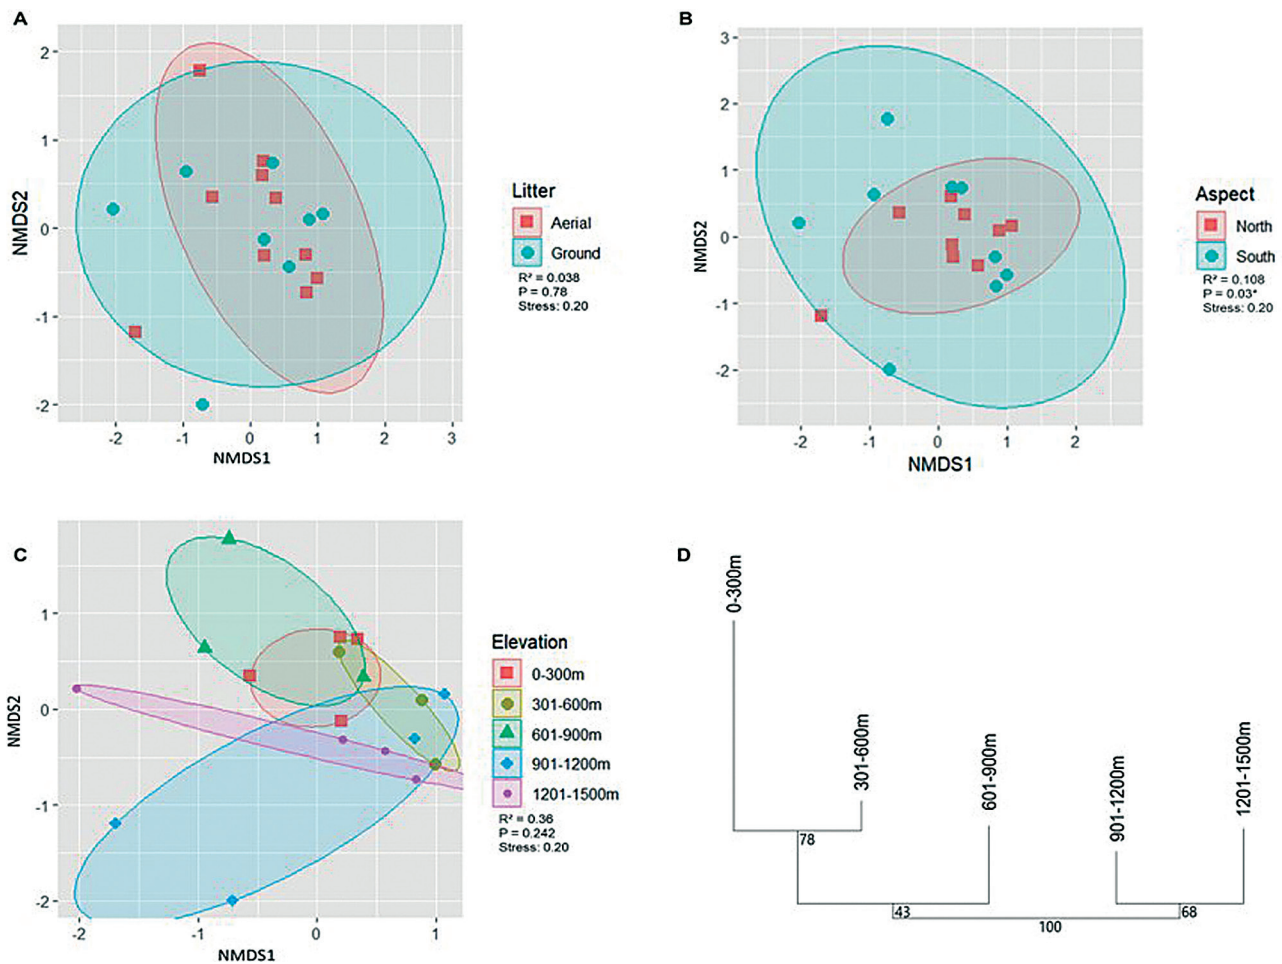 A
2
1
0
-1
-2
NMDS2
-2
-1
0
1
2
3
NMDS1
Litter
Aerial
Ground
R² = 0.038
P = 0.78
Stress: 0.20
B
3
2
1
0
-1
-2
NMDS2
-2
-1
0
1
2
NMDS1
Aspect
North
South
R² = 0.108
P = 0.03*
Stress: 0.20
C
1
0
-1
-2
NMDS2
-2
-1
0
1
NMDS1
Elevation
0-300m
301-600m
601-900m
901-1200m
1201-1500m
R² = 0.36
P = 0.242
Stress: 0.20
D
0-300m
301-600m
601-900m
901-1200m
1201-1500m
78
43
68
100